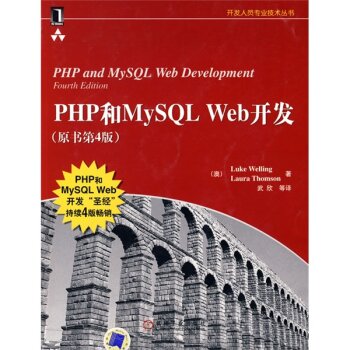 开发人员专业技术丛书
PHP and MySQL Web Development
Fourth Edition
PHP和MySQL Web开发
(原书第4版)
(澳) Luke Welling
Laura Thomson 著
武欣 等译
PHP和
MySQL Web
开发“圣经”
持续4版畅销